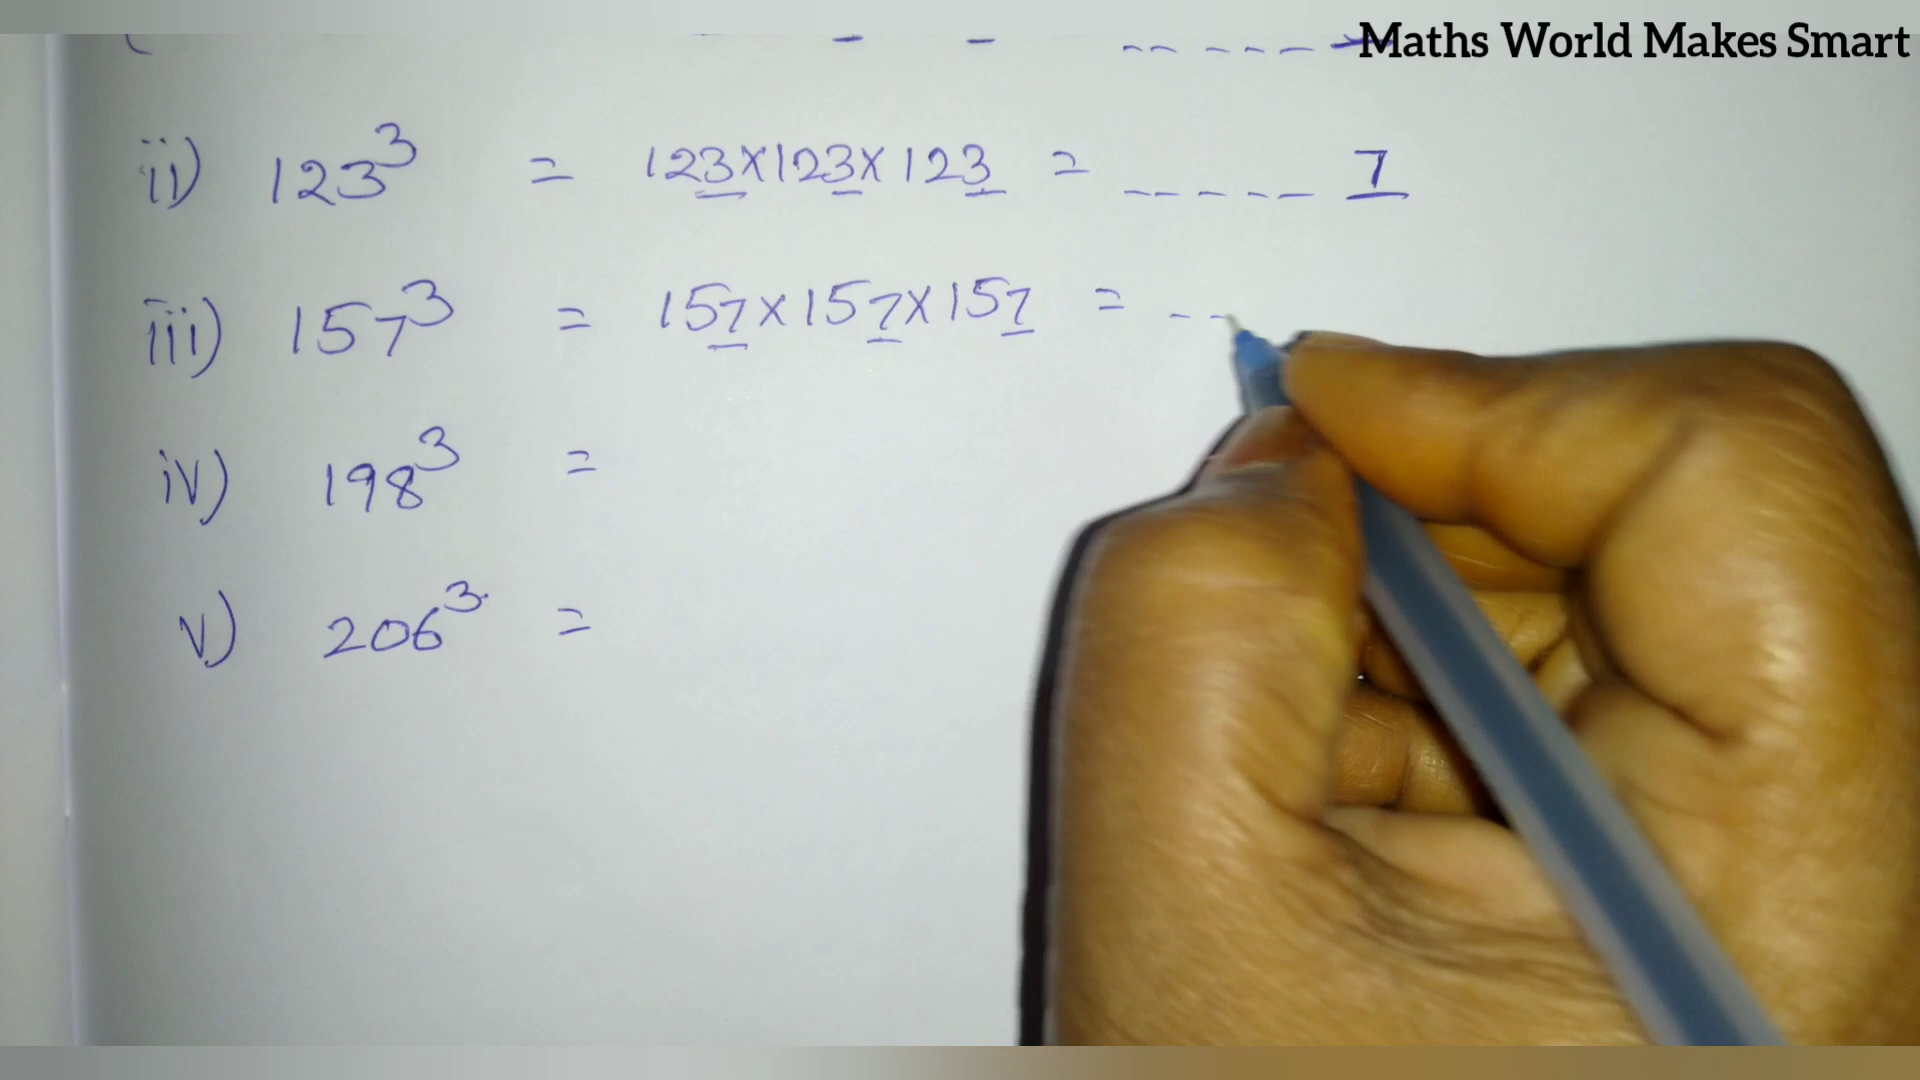 Maths World Makes Smart
ii) 123³ = 123×123×123 = _ _ _ _ _ 7
iii) 157³ = 157×157×157 = _ _
iv) 198³ =
v) 206³ =